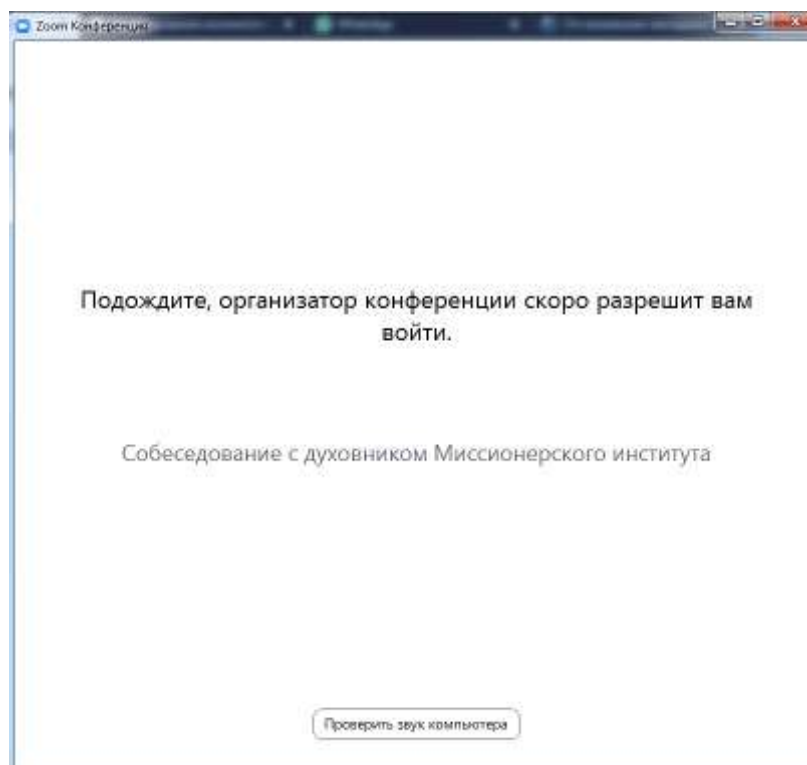 Zoom Конференция
Подождите, организатор конференции скоро разрешит вам
войти.
Собеседование с духовником Миссионерского института
Проверить звук компьютера